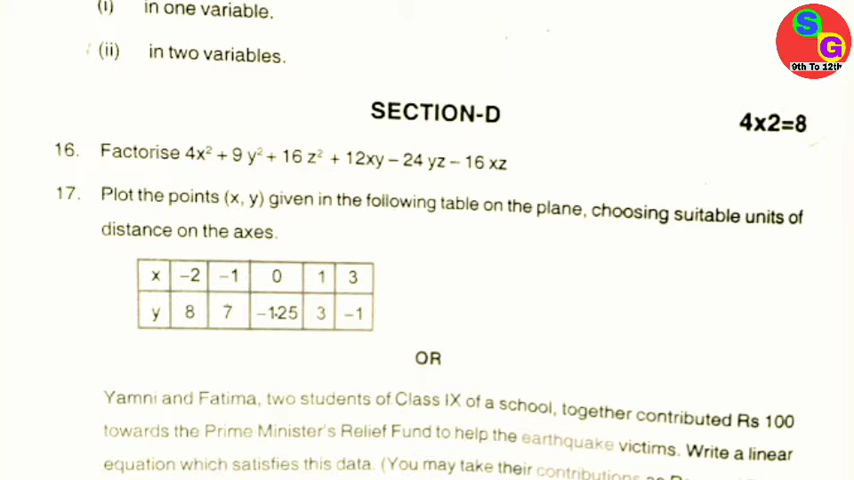 (i) in one variable.
(ii) in two variables.
SG
9th To 12th
SECTION-D
4x2=8
16. Factorise 4x² + 9 y² + 16 z² + 12xy – 24 yz – 16 xz
17. Plot the points (x, y) given in the following table on the plane, choosing suitable units of
distance on the axes.
x –2 –1 0 1 3
y 8 7 –1·25 3 –1
OR
Yamni and Fatima, two students of Class IX of a school, together contributed Rs 100
towards the Prime Minister's Relief Fund to help the earthquake victims. Write a linear
equation which satisfies this data. (You may take their contributions as